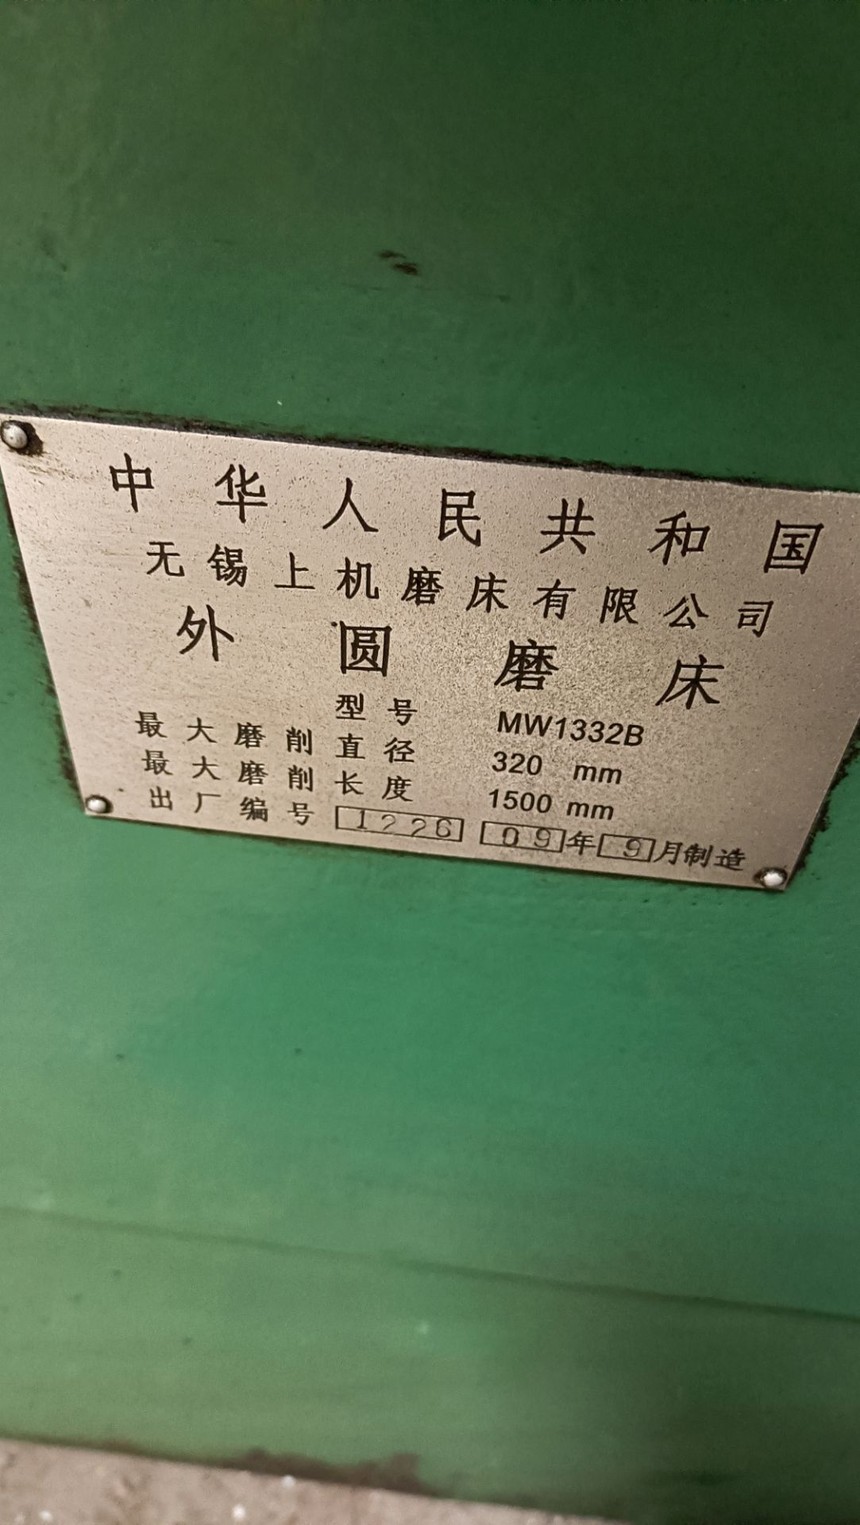 中华人民共和国
无锡上机磨床有限公司
外圆磨床
型号 MW1332B
最大磨削直径 320 mm
最大磨削长度 1500 mm
出厂编号 1226 09年9月制造